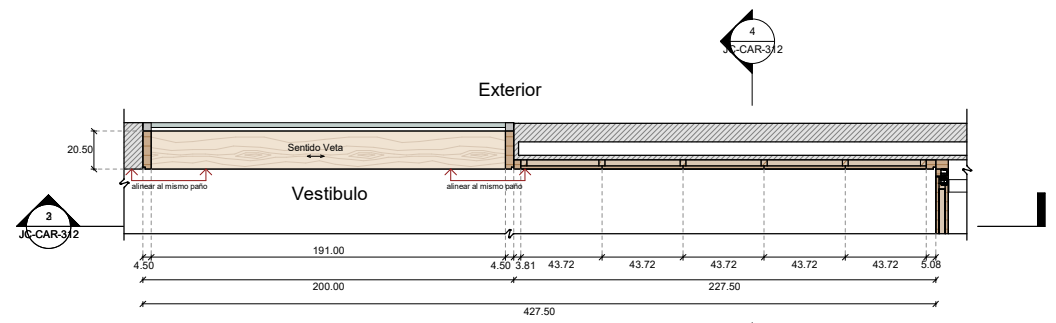 4
JC-CAR-312
Exterior
20.50
Sentido Veta
alinear al mismo paño
alinear al mismo paño
Vestibulo
JC-CAR-312
191.00
4.50
4.50
3.81
43.72
43.72
43.72
43.72
43.72
5.08
200.00
227.50
427.50